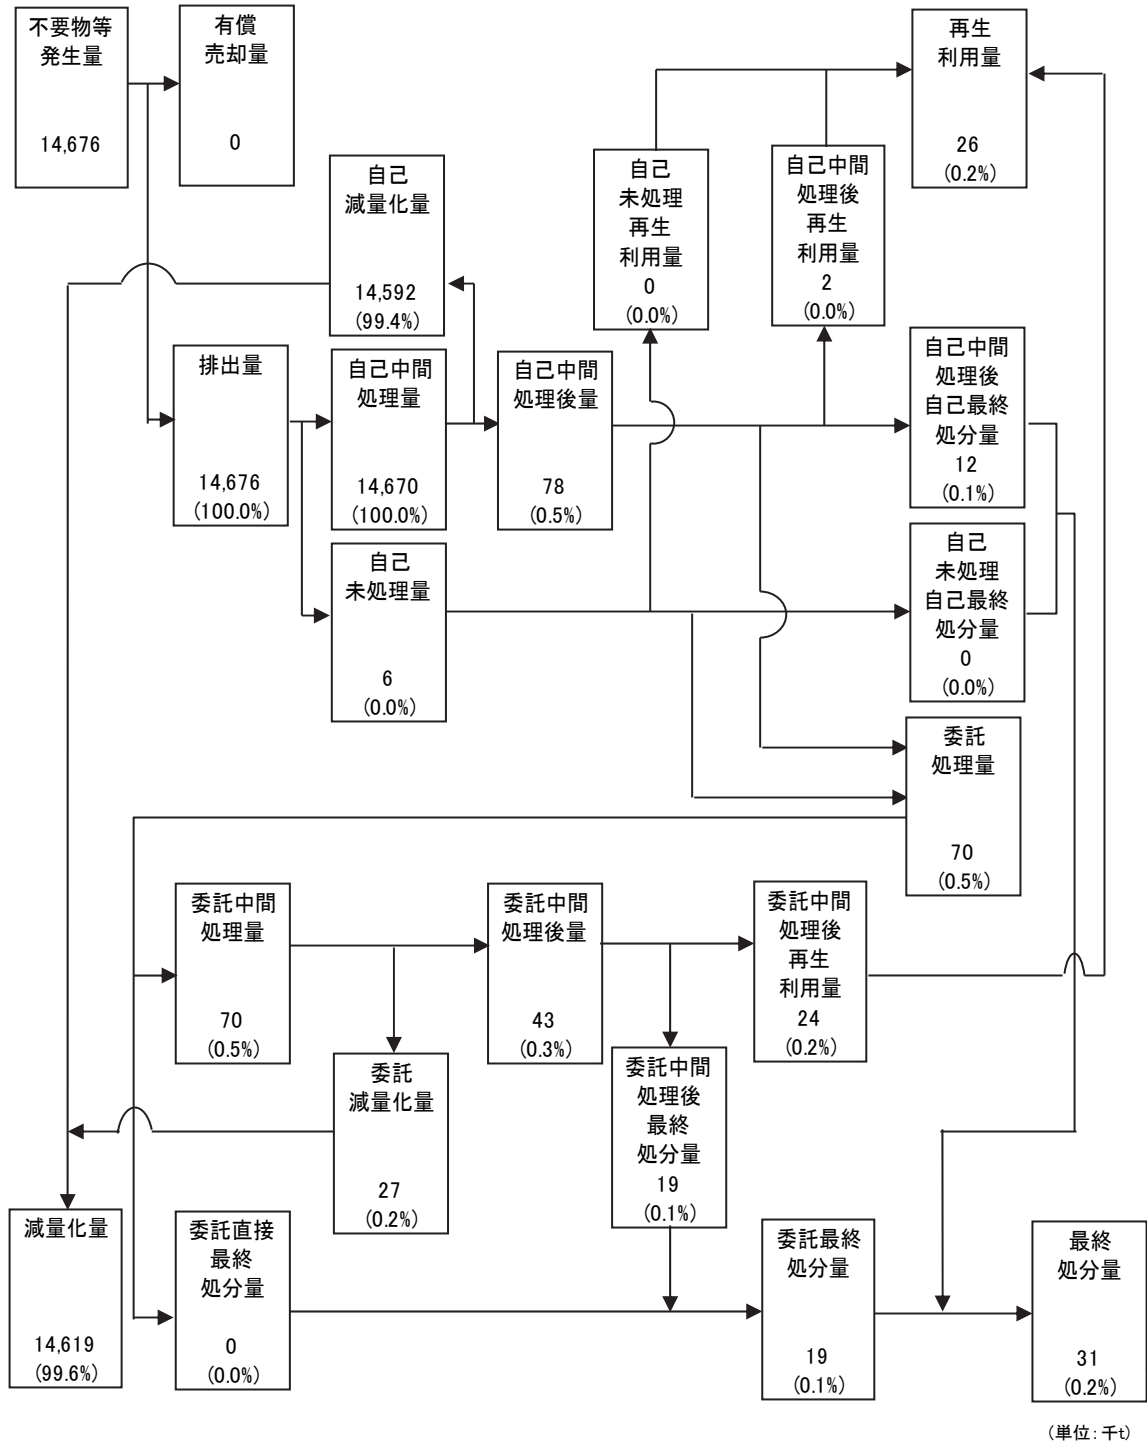 不要物等
発生量
14,676
有償
売却量
0
再生
利用量
26
(0.2%)
自己
減量化量
14,592
(99.4%)
自己
未処理
再生
利用量
0
(0.0%)
自己中間
処理後
再生
利用量
2
(0.0%)
排出量
14,676
(100.0%)
自己中間
処理量
14,670
(100.0%)
自己中間
処理後量
78
(0.5%)
自己中間
処理後
自己最終
処分量
12
(0.1%)
自己
未処理量
6
(0.0%)
自己
未処理
自己最終
処分量
0
(0.0%)
委託
処理量
70
(0.5%)
委託中間
処理量
70
(0.5%)
委託中間
処理後量
43
(0.3%)
委託中間
処理後
再生
利用量
24
(0.2%)
委託
減量化量
27
(0.2%)
委託中間
処理後
最終
処分量
19
(0.1%)
減量化量
14,619
(99.6%)
委託直接
最終
処分量
0
(0.0%)
委託最終
処分量
19
(0.1%)
最終
処分量
31
(0.2%)
(単位:千t)